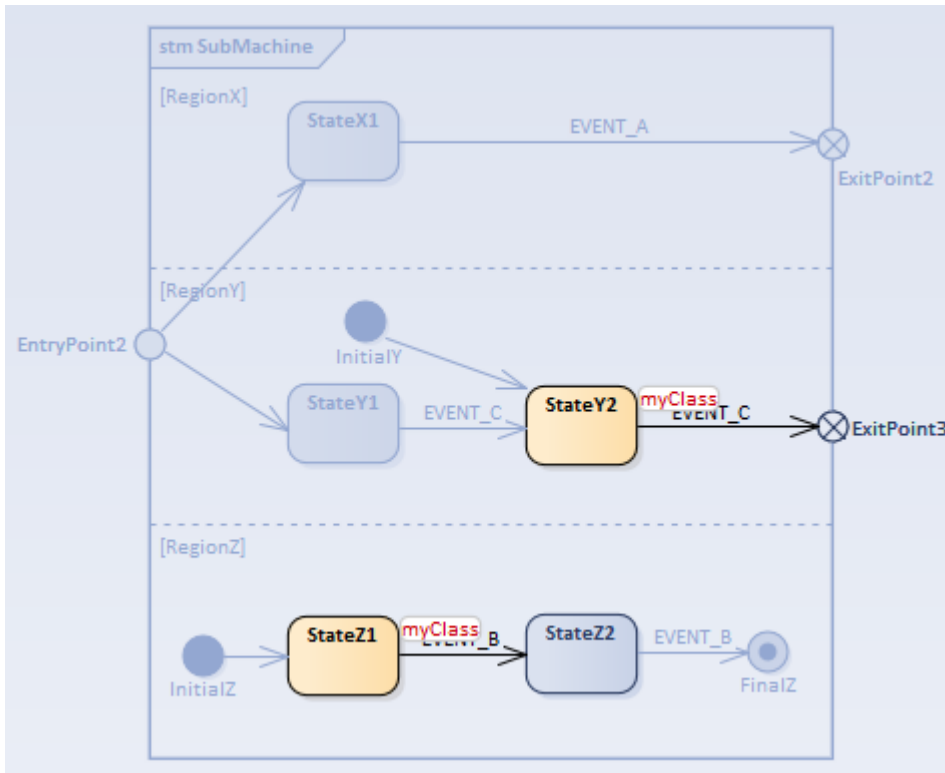 stm SubMachine
[RegionX]
StateX1
EVENT_A
ExitPoint2
[RegionY]
EntryPoint2
InitialY
StateY1
EVENT_C
StateY2
myClass
EVENT_C
ExitPoint3
[RegionZ]
InitialZ
StateZ1
myClass
EVENT_B
StateZ2
EVENT_B
FinalZ